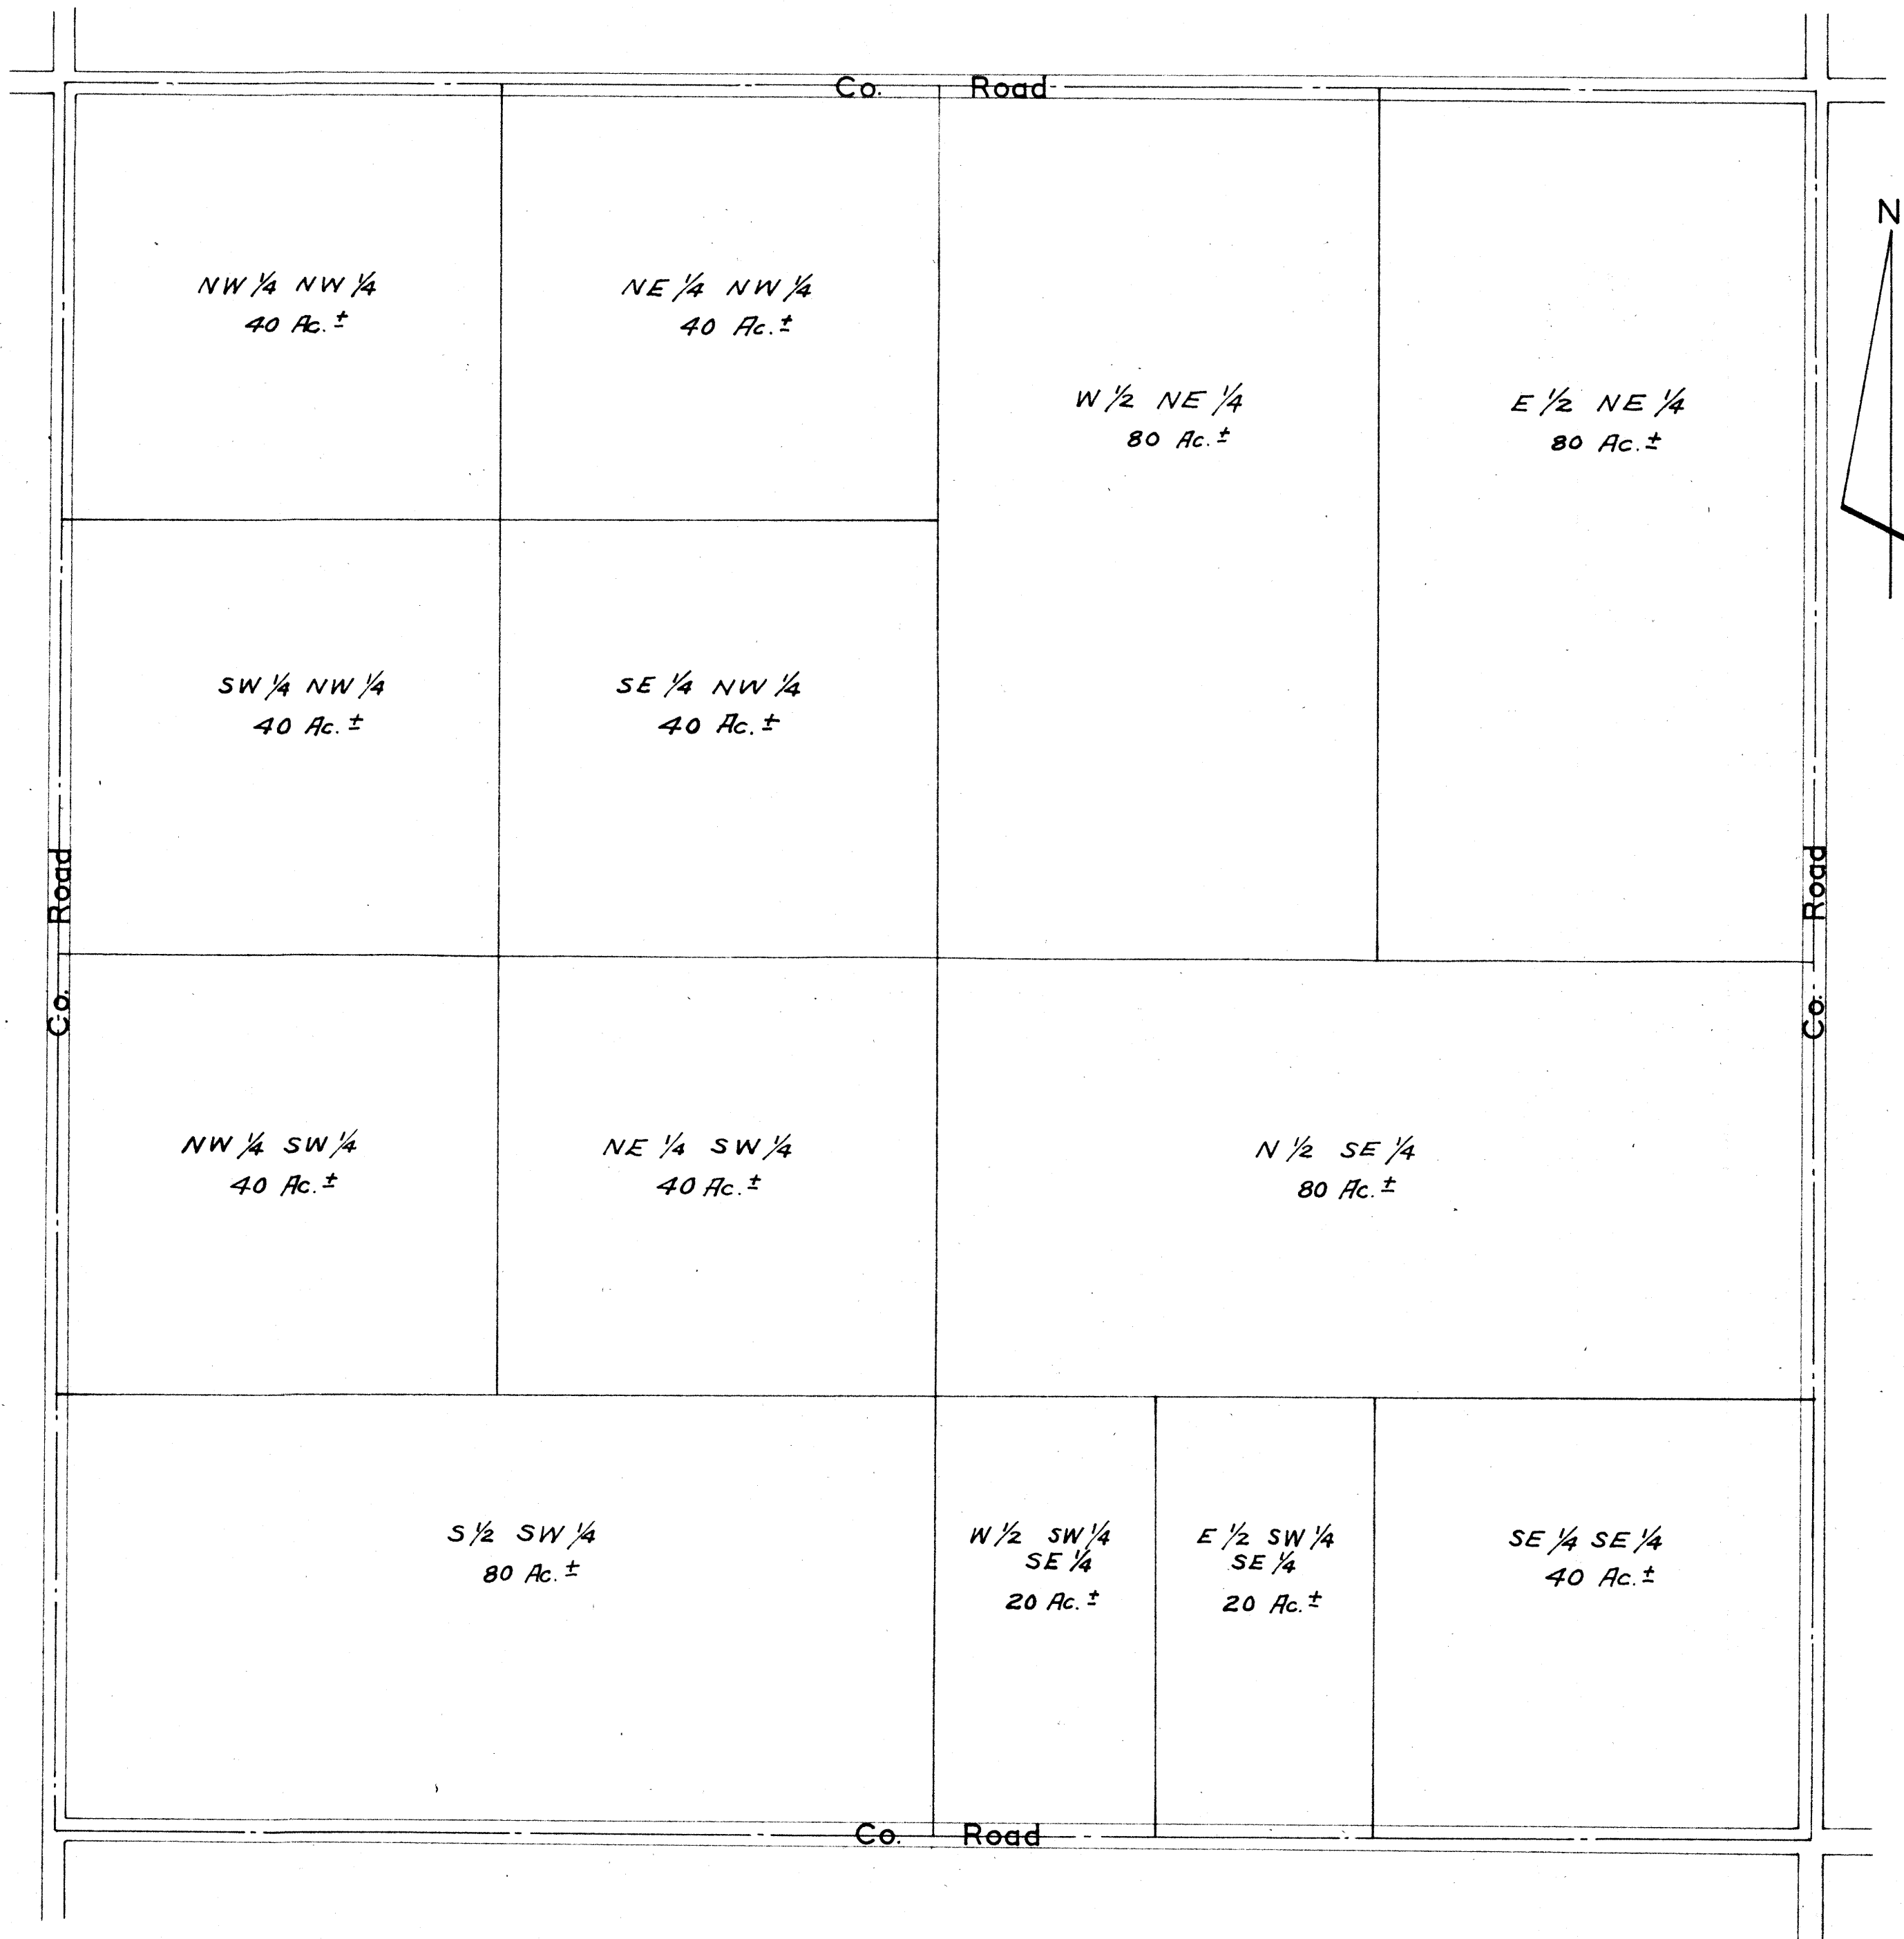 Co. Road
N
NW 1/4 NW 1/4
40 Ac. ±
NE 1/4 NW 1/4
40 Ac. ±
W 1/2 NE 1/4
80 Ac. ±
E 1/2 NE 1/4
80 Ac. ±
SW 1/4 NW 1/4
40 Ac. ±
SE 1/4 NW 1/4
40 Ac. ±
Co. Road
Co. Road
NW 1/4 SW 1/4
40 Ac. ±
NE 1/4 SW 1/4
40 Ac. ±
N 1/2 SE 1/4
80 Ac. ±
S 1/2 SW 1/4
80 Ac. ±
W 1/2 SW 1/4
SE 1/4
20 Ac. ±
E 1/2 SW 1/4
SE 1/4
20 Ac. ±
SE 1/4 SE 1/4
40 Ac. ±
Co. Road